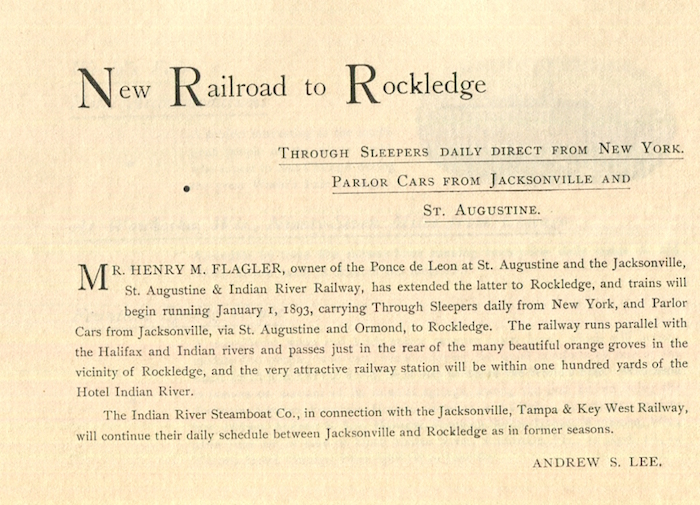 New Railroad to Rockledge
Through Sleepers daily direct from New York.
Parlor Cars from Jacksonville and
St. Augustine.
MR. HENRY M. FLAGLER, owner of the Ponce de Leon at St. Augustine and the Jacksonville,
St. Augustine & Indian River Railway, has extended the latter to Rockledge, and trains will
begin running January 1, 1893, carrying Through Sleepers daily from New York, and Parlor
Cars from Jacksonville, via St. Augustine and Ormond, to Rockledge. The railway runs parallel with
the Halifax and Indian rivers and passes just in the rear of the many beautiful orange groves in the
vicinity of Rockledge, and the very attractive railway station will be within one hundred yards of the
Hotel Indian River.
The Indian River Steamboat Co., in connection with the Jacksonville, Tampa & Key West Railway,
will continue their daily schedule between Jacksonville and Rockledge as in former seasons.
ANDREW S. LEE.